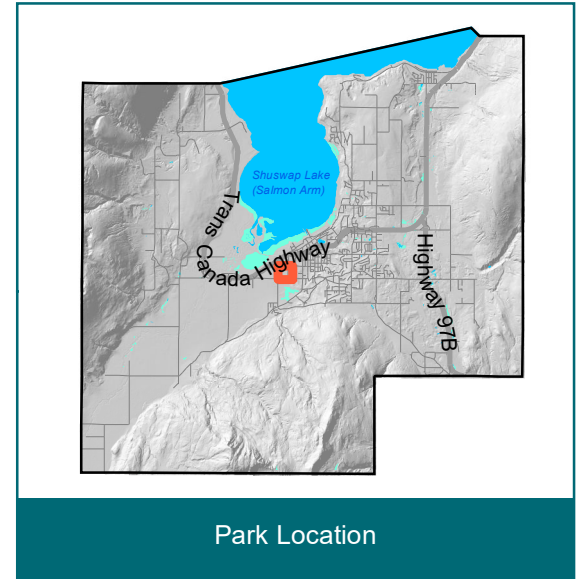 Shuswap Lake
(Salmon Arm)
Trans Canada Highway
Highway 97B
Park Location